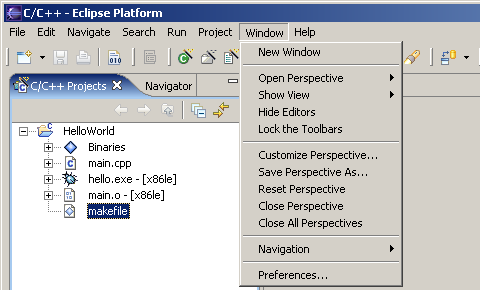 C/C++ - Eclipse Platform
File Edit Navigate Search Run Project Window Help
C/C++ Projects Navigator
HelloWorld
Binaries
main.cpp
hello.exe - [x86le]
main.o - [x86le]
makefile
New Window
Open Perspective
Show View
Hide Editors
Lock the Toolbars
Customize Perspective...
Save Perspective As...
Reset Perspective
Close Perspective
Close All Perspectives
Navigation
Preferences...